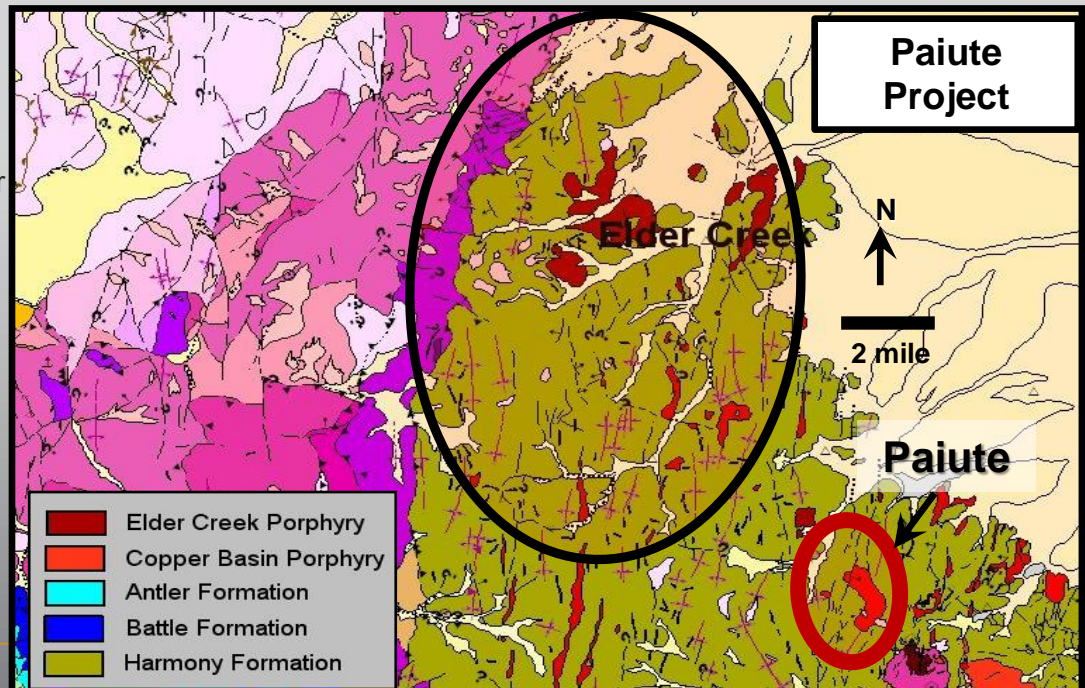 Paiute
Project
Elder Creek
N
2 mile
Paiute
Elder Creek Porphyry
Copper Basin Porphyry
Antler Formation
Battle Formation
Harmony Formation